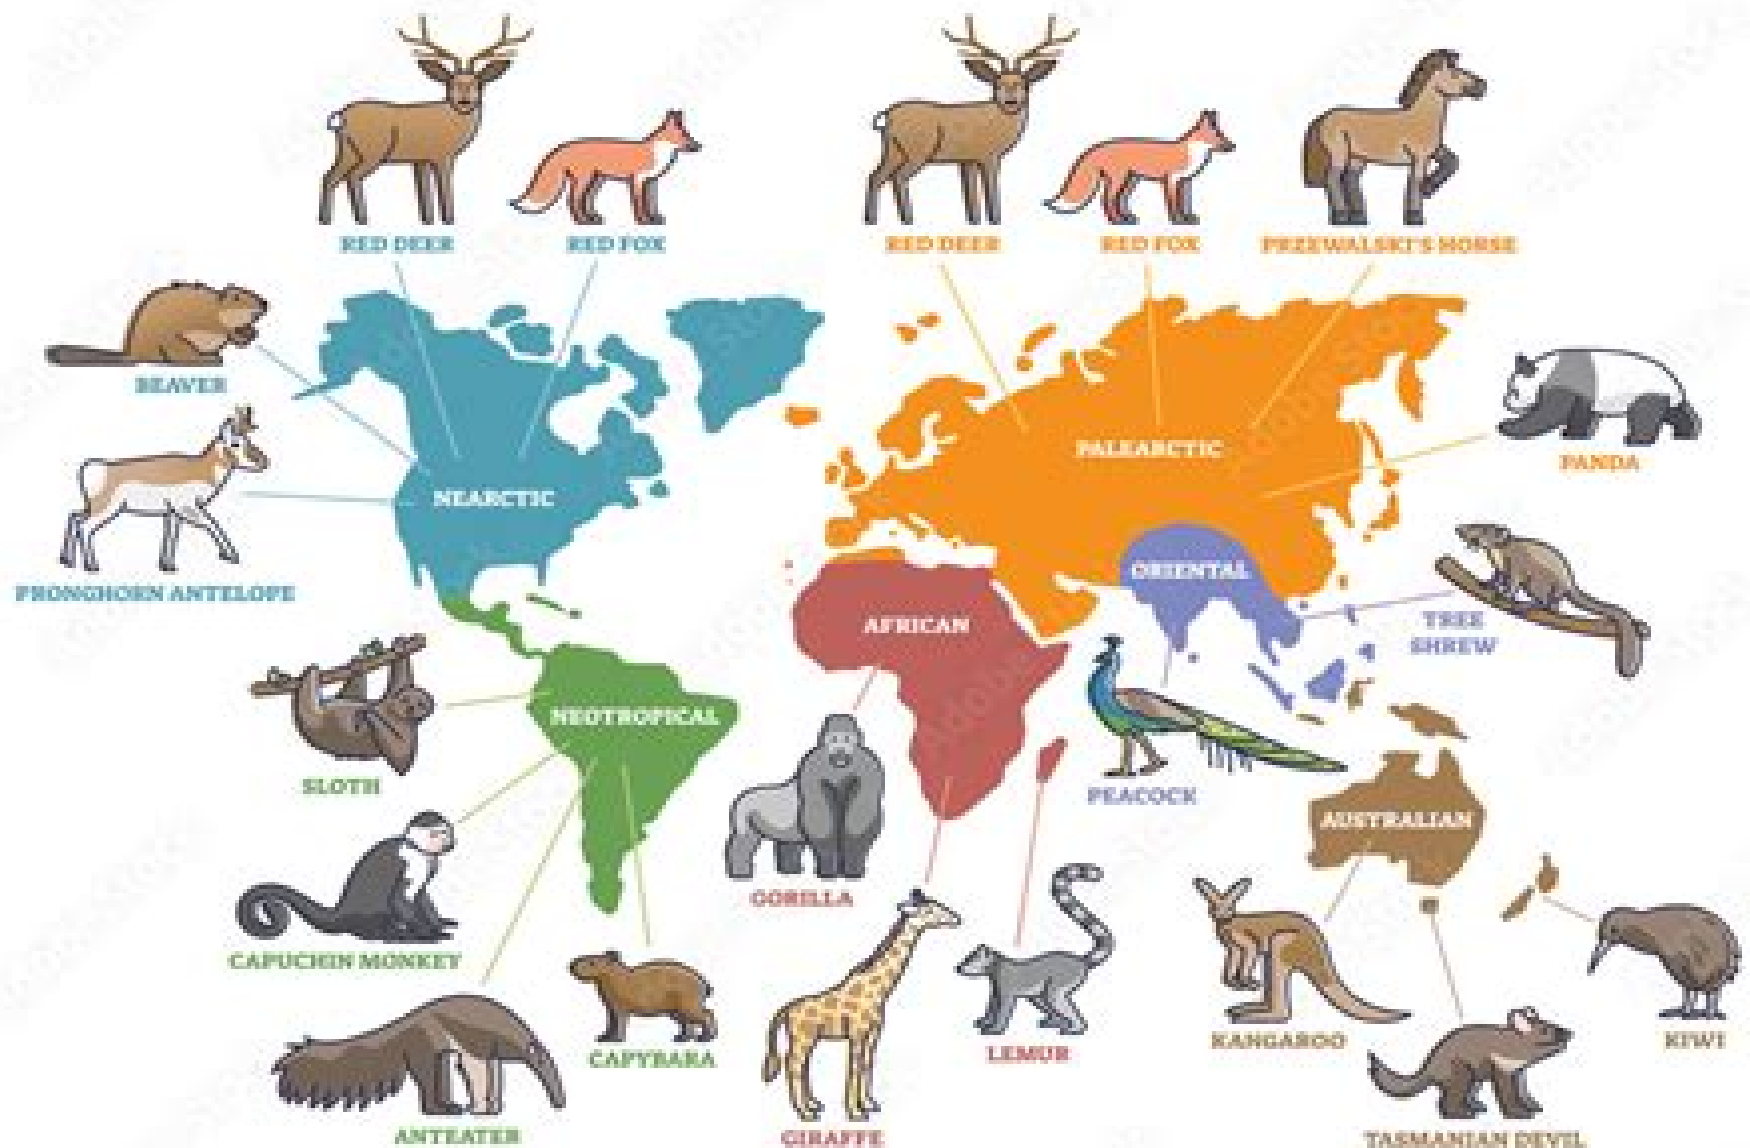 RED DEER
RED FOX
RED DEER
RED FOX
PRZEWALSKI'S HORSE
BEAVER
PALEARCTIC
PANDA
NEARCTIC
ORIENTAL
PRONGHORN ANTELOPE
AFRICAN
TREE
SHREW
NEOTROPICAL
SLOTH
PEACOCK
AUSTRALIAN
GORILLA
CAPUCHIN MONKEY
KANGAROO
KIWI
LEMUR
CAPYBARA
ANTEATER
GIRAFFE
TASMANIAN DEVIL